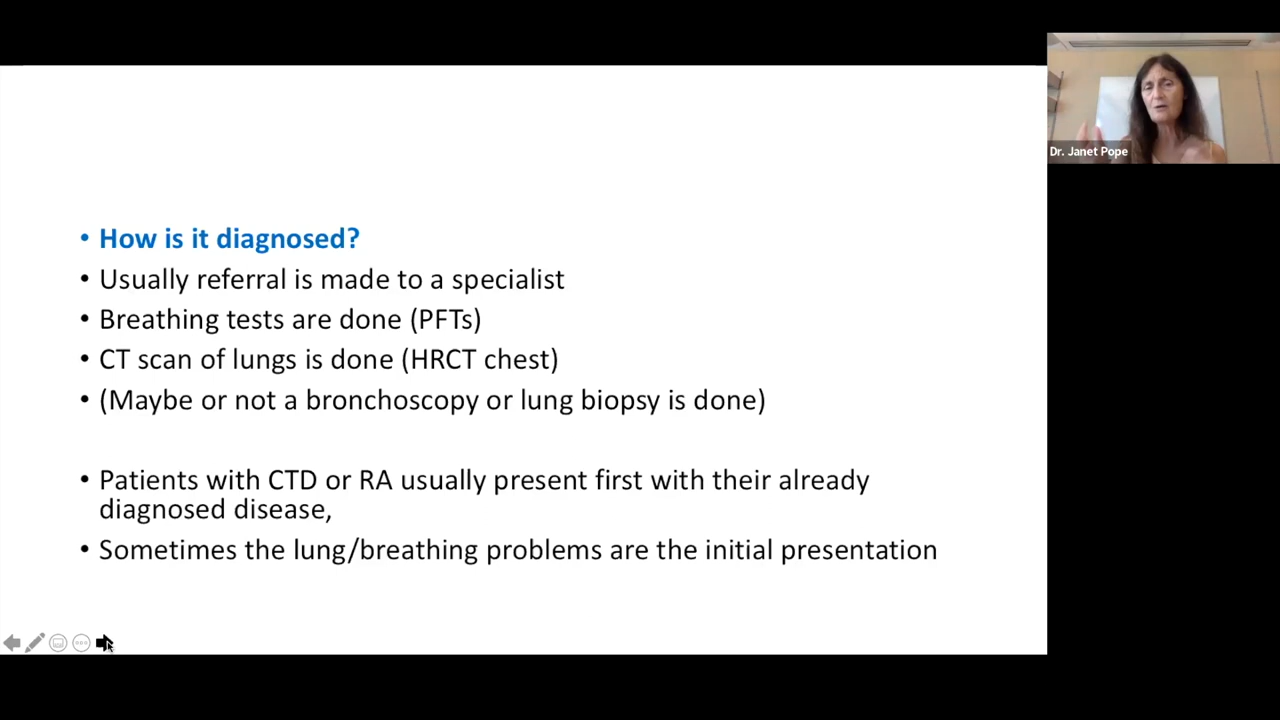 • How is it diagnosed?
• Usually referral is made to a specialist
• Breathing tests are done (PFTs)
• CT scan of lungs is done (HRCT chest)
• (Maybe or not a bronchoscopy or lung biopsy is done)
• Patients with CTD or RA usually present first with their already
diagnosed disease,
• Sometimes the lung/breathing problems are the initial presentation
Dr. Janet Pope